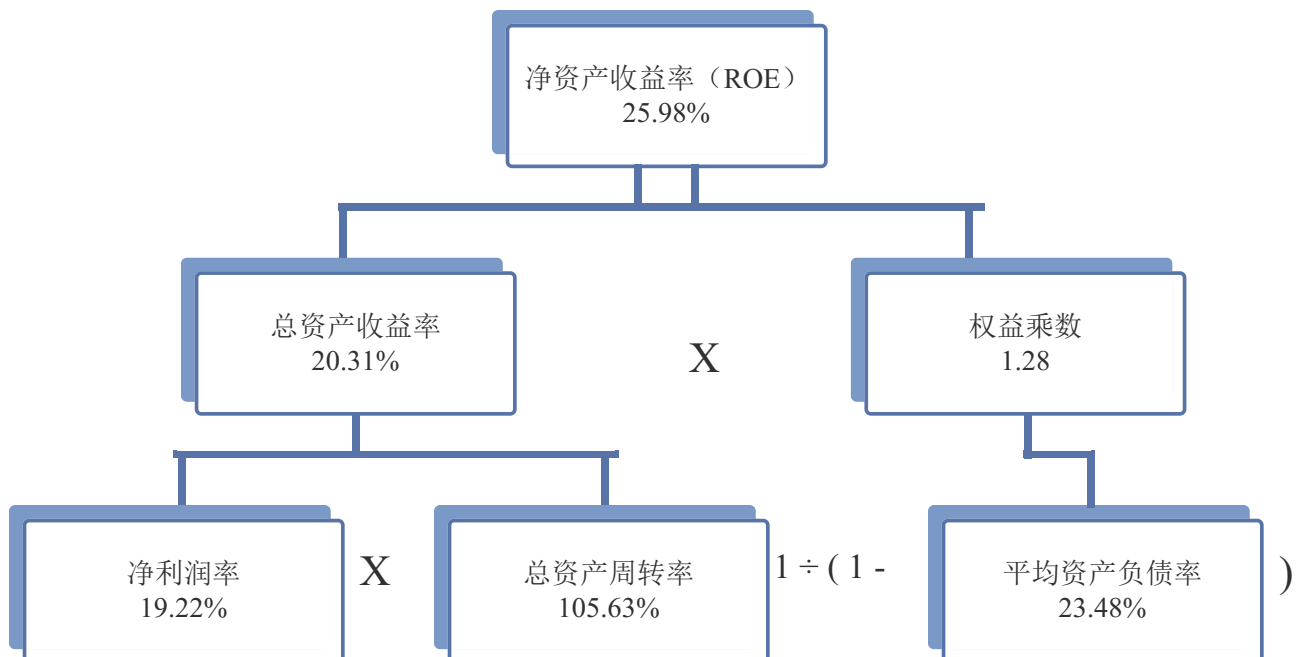 净资产收益率（ROE）
25.98%
总资产收益率
20.31%
X
权益乘数
1.28
净利润率
19.22%
X
总资产周转率
105.63%
1 ÷ ( 1 -
平均资产负债率
23.48%
)